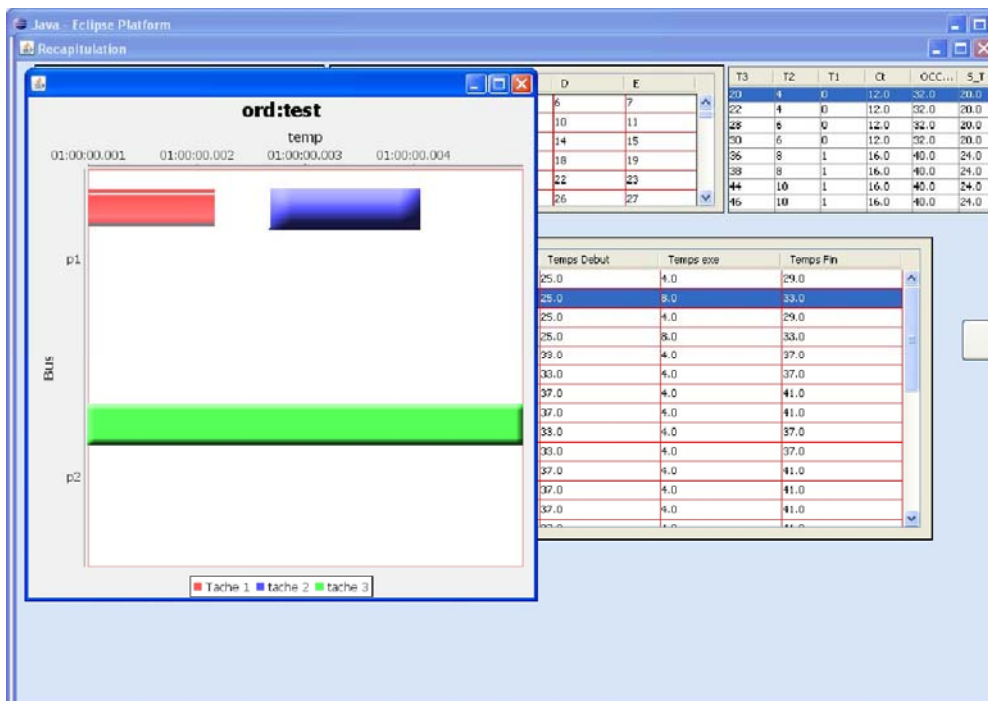 Java - Eclipse Platform
Recapitulation
ord:test
temp
01:00:00.001 01:00:00.002 01:00:00.003 01:00:00.004
p1
Bus
p2
Tache 1 tache 2 tache 3
D E
6 7
10 11
14 15
18 19
22 23
26 27
T3 T2 T1 Ct OCC... S_T
20 4 0 12.0 32.0 20.0
22 4 0 12.0 32.0 20.0
28 6 0 12.0 32.0 20.0
30 6 0 12.0 32.0 20.0
36 8 1 16.0 40.0 24.0
38 8 1 16.0 40.0 24.0
44 10 1 16.0 40.0 24.0
46 10 1 16.0 40.0 24.0
Temps Debut Temps exe Temps Fin
25.0 4.0 29.0
25.0 8.0 33.0
25.0 4.0 29.0
25.0 8.0 33.0
33.0 4.0 37.0
33.0 4.0 37.0
37.0 4.0 41.0
37.0 4.0 41.0
33.0 4.0 37.0
33.0 4.0 37.0
37.0 4.0 41.0
37.0 4.0 41.0
37.0 4.0 41.0